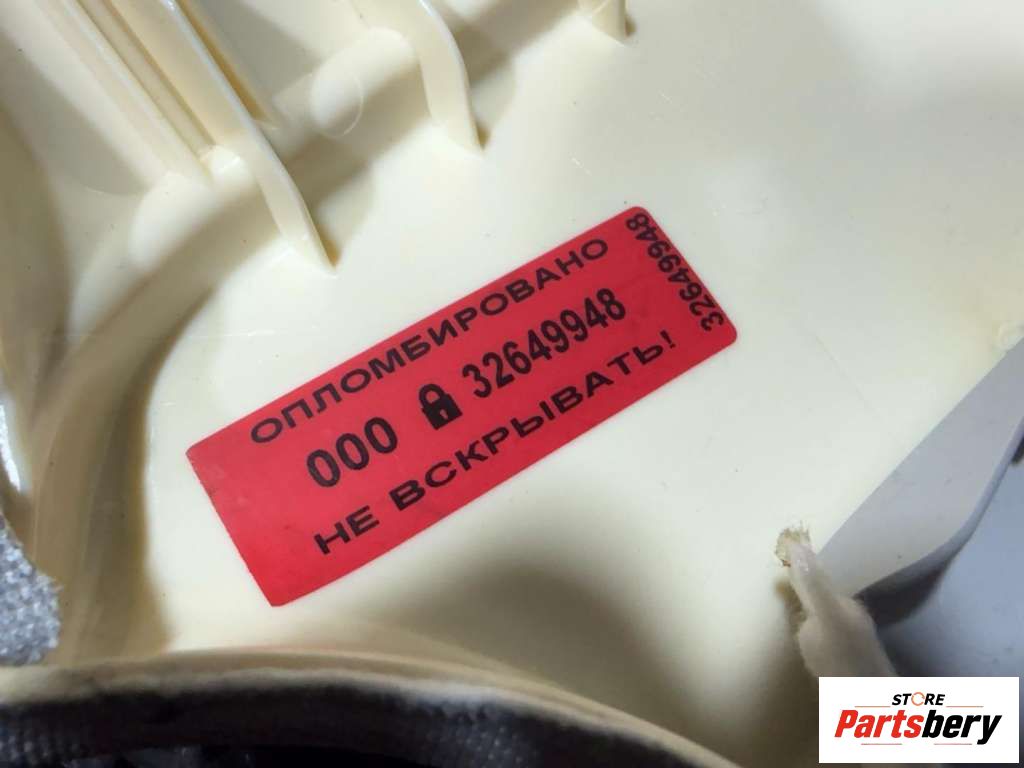 ОПЛОМБИРОВАНО
000 32649948
НЕ ВСКРЫВАТЬ!
32649948
STORE
Partsbery